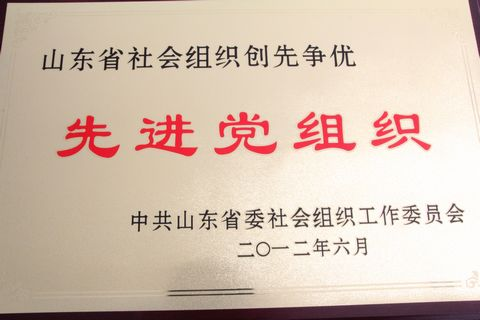 山东省社会组织创先争优
先进党组织
中共山东省委社会组织工作委员会
二〇一二年六月